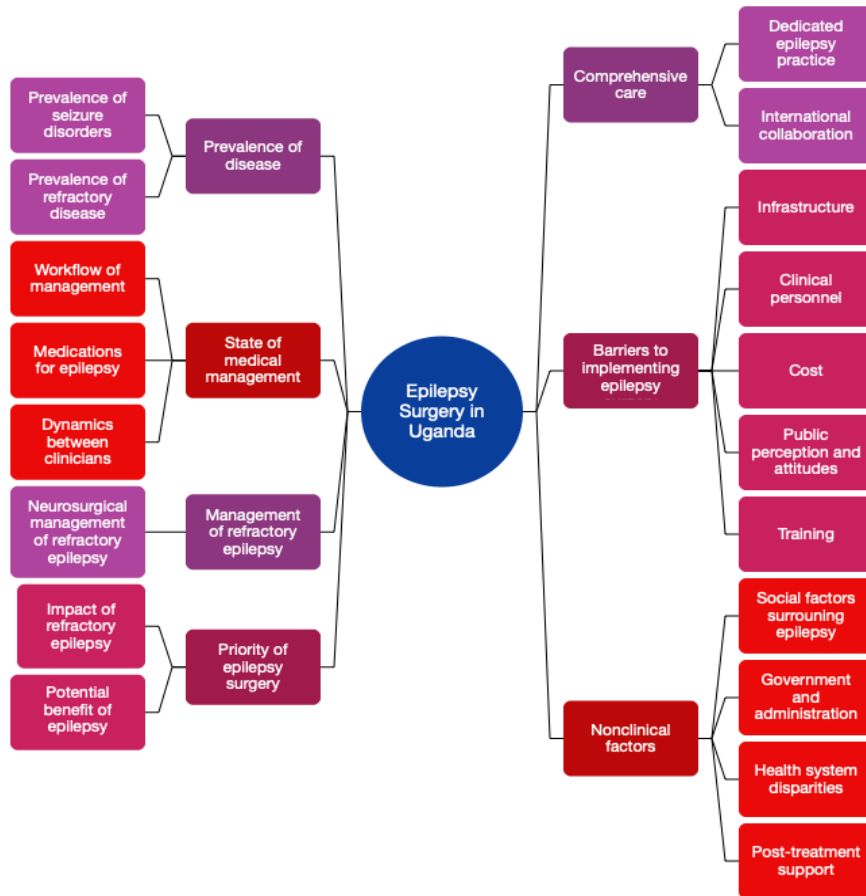 Prevalence of
seizure
disorders
Prevalence of
refractory
disease
Prevalence of
disease
Workflow of
management
Medications
for epilepsy
Dynamics
between
clinicians
State of
medical
management
Neurosurgical
management
of refractory
epilepsy
Management
of refractory
epilepsy
Impact of
refractory
epilepsy
Potential
benefit of
epilepsy
Priority of
epilepsy
surgery
Epilepsy
Surgery in
Uganda
Comprehensive
care
Dedicated
epilepsy
practice
International
collaboration
Barriers to
implementing
epilepsy
Infrastructure
Clinical
personnel
Cost
Public
perception and
attitudes
Training
Nonclinical
factors
Social factors
surrouning
epilepsy
Government
and
administration
Health system
disparities
Post-treatment
support